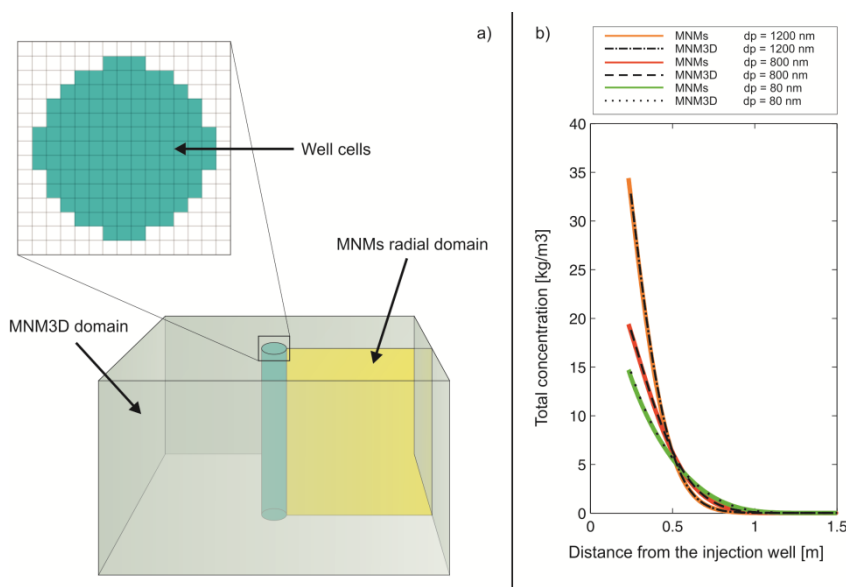 a)
Well cells
MNMs radial domain
MNM3D domain
b)
MNMs dp = 1200 nm
MNM3D dp = 1200 nm
MNMs dp = 800 nm
MNM3D dp = 800 nm
MNMs dp = 80 nm
MNM3D dp = 80 nm
40
35
30
25
20
15
10
5
0
Total concentration [kg/m3]
0 0.5 1 1.5
Distance from the injection well [m]